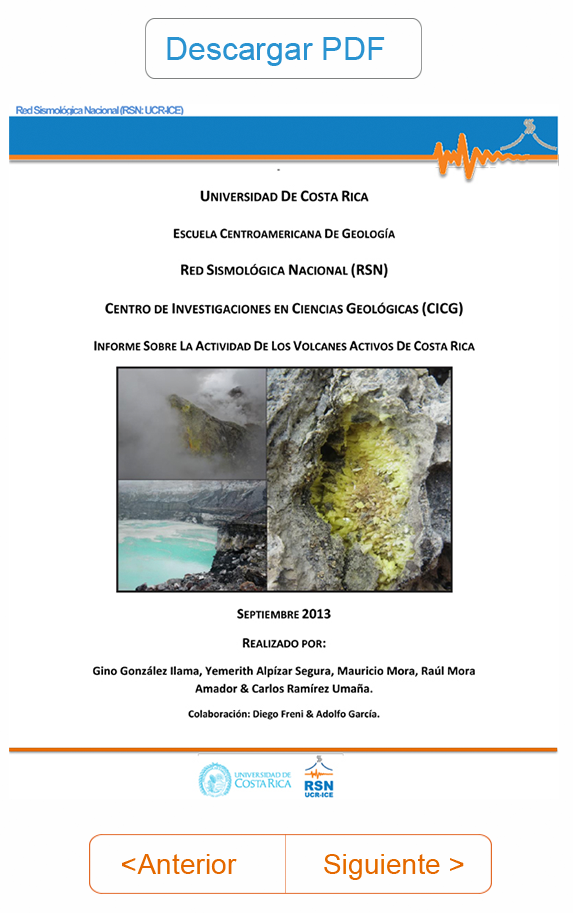 Descargar PDF
Red Sismológica Nacional (RSN: UCR-ICE)
UNIVERSIDAD DE COSTA RICA
ESCUELA CENTROAMERICANA DE GEOLOGÍA
RED SISMOLÓGICA NACIONAL (RSN)
CENTRO DE INVESTIGACIONES EN CIENCIAS GEOLÓGICAS (CICG)
INFORME SOBRE LA ACTIVIDAD DE LOS VOLCANES ACTIVOS DE COSTA RICA
SEPTIEMBRE 2013
REALIZADO POR:
Gino González Ilama, Yemerith Alpízar Segura, Mauricio Mora, Raúl Mora
Amador & Carlos Ramírez Umaña.
Colaboración: Diego Freni & Adolfo García.
UNIVERSIDAD DE
COSTA RICA
RSN
UCR-ICE
<Anterior
Siguiente >